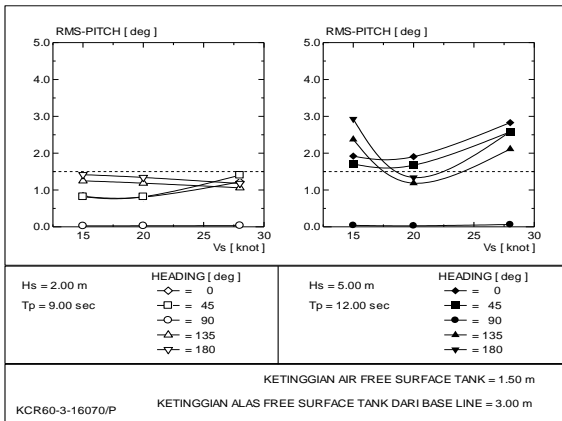 RMS-PITCH [ deg ]
5.0
4.0
3.0
2.0
1.0
0.0
15 20 25 30
Vs [ knot ]
RMS-PITCH [ deg ]
5.0
4.0
3.0
2.0
1.0
0.0
15 20 25 30
Vs [ knot ]
Hs = 2.00 m
Tp = 9.00 sec
HEADING [ deg ]
= 0
= 45
= 90
= 135
= 180
Hs = 5.00 m
Tp = 12.00 sec
HEADING [ deg ]
= 0
= 45
= 90
= 135
= 180
KETINGGIAN AIR FREE SURFACE TANK = 1.50 m
KCR60-3-16070/P KETINGGIAN ALAS FREE SURFACE TANK DARI BASE LINE = 3.00 m